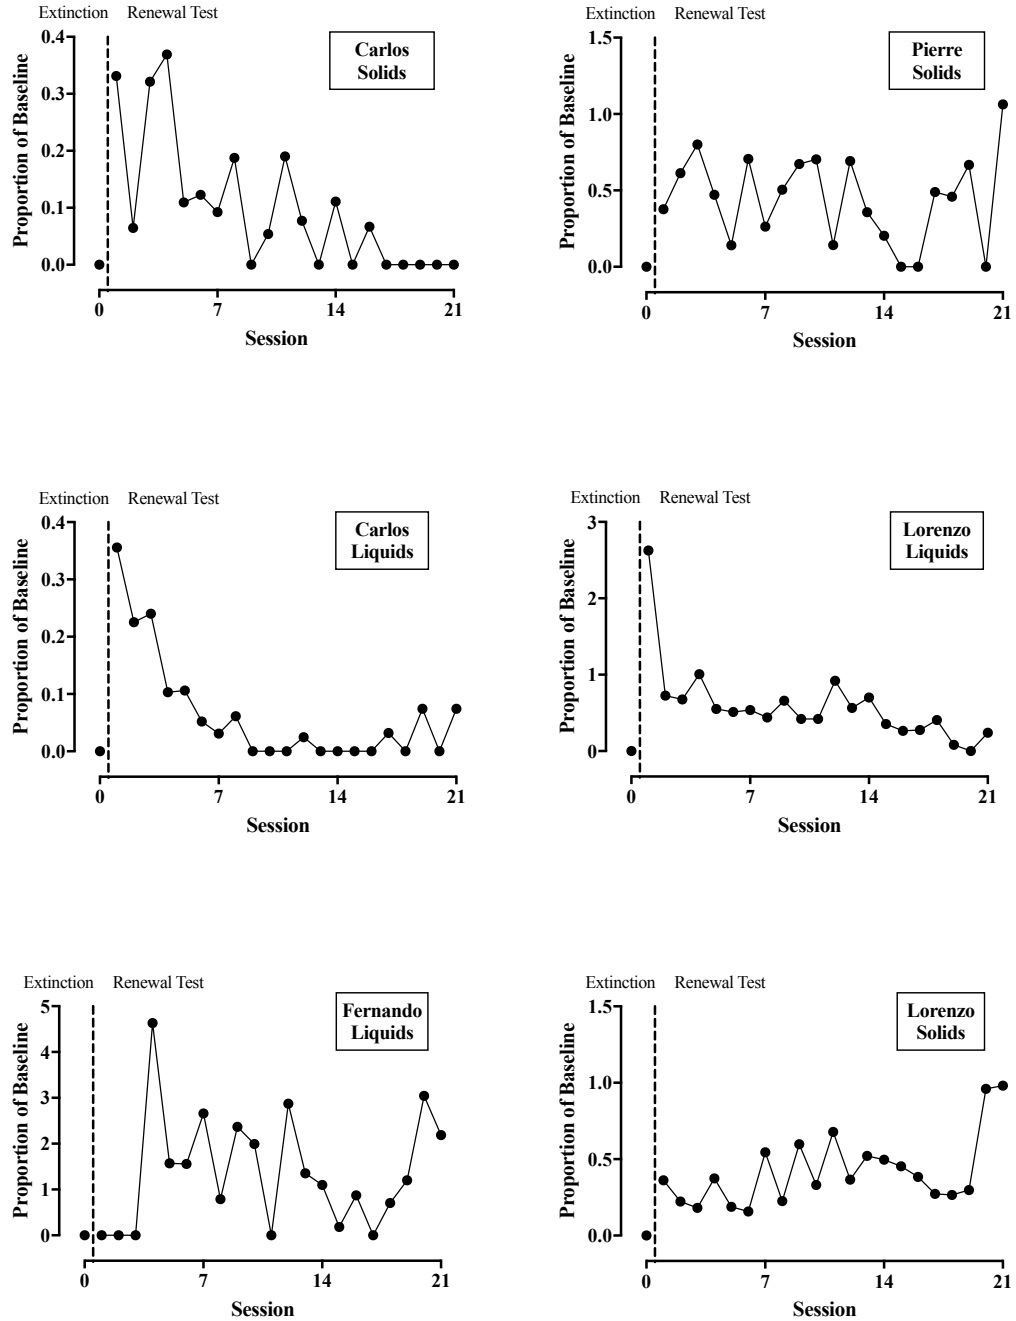 Extinction Renewal Test
Carlos
Solids
Proportion of Baseline
0.4
0.3
0.2
0.1
0.0
0 7 14 21
Session
Extinction Renewal Test
Pierre
Solids
Proportion of Baseline
1.5
1.0
0.5
0.0
0 7 14 21
Session
Extinction Renewal Test
Carlos
Liquids
Proportion of Baseline
0.4
0.3
0.2
0.1
0.0
0 7 14 21
Session
Extinction Renewal Test
Lorenzo
Liquids
Proportion of Baseline
3
2
1
0
0 7 14 21
Session
Extinction Renewal Test
Fernando
Liquids
Proportion of Baseline
5
4
3
2
1
0
0 7 14 21
Session
Extinction Renewal Test
Lorenzo
Solids
Proportion of Baseline
1.5
1.0
0.5
0.0
0 7 14 21
Session